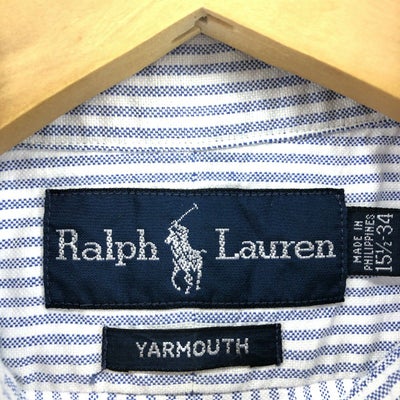 Ralph Lauren
MADE IN
PHILIPPINES
15½-34
YARMOUTH